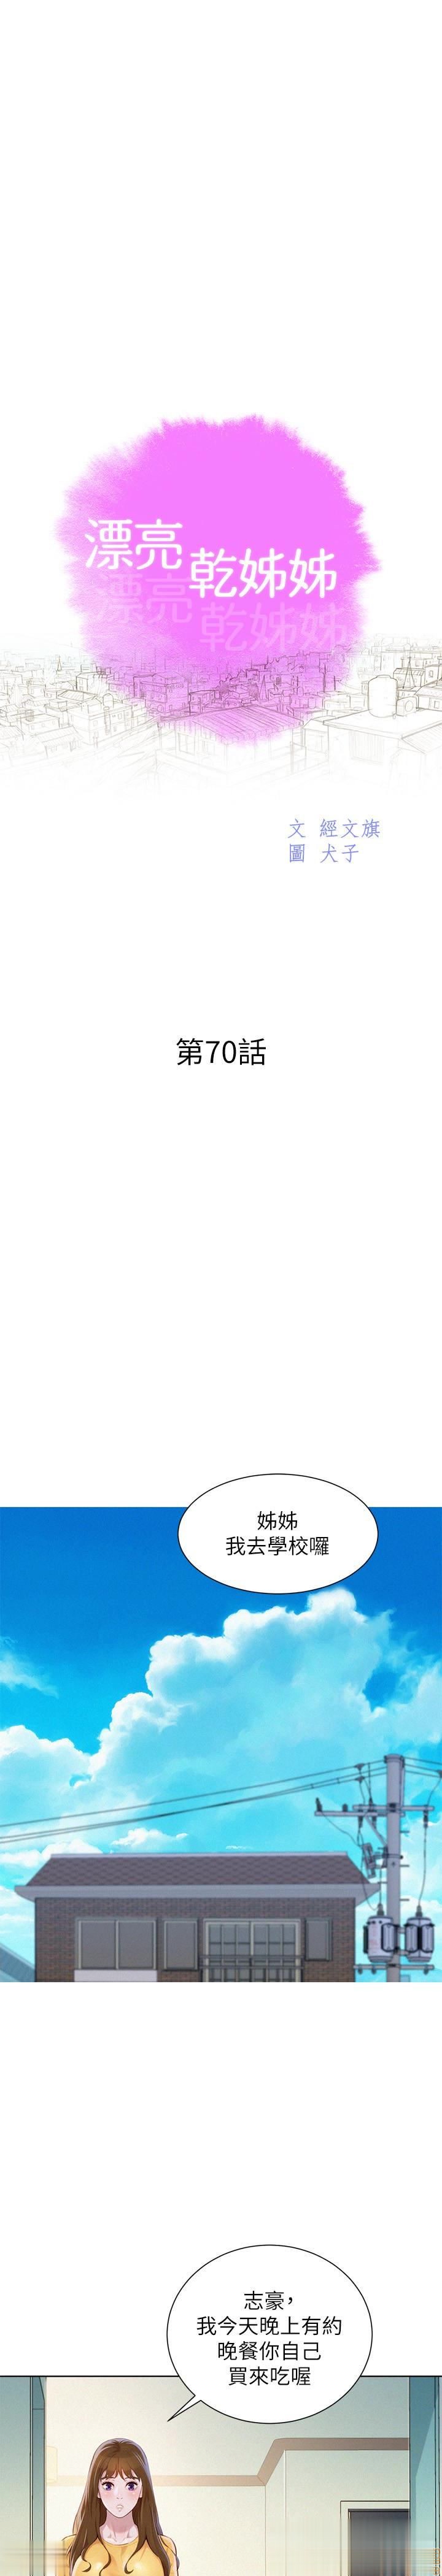 漂亮乾姊姊
漂亮乾姊姊
文 經文旗
圖 犬子
第70話
姊姊
我去學校囉
志豪,
我今天晚上有約
晚餐你自己
買來吃喔